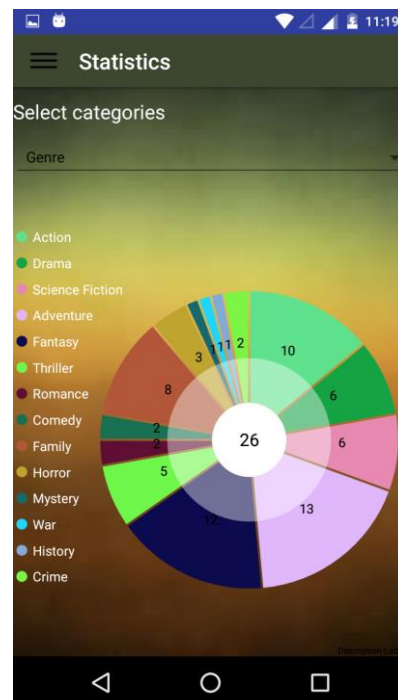 11:19
Statistics
Select categories
Genre
Action
Drama
Science Fiction
Adventure
Fantasy
Thriller
Romance
Comedy
Family
Horror
Mystery
War
History
Crime
10
6
6
13
12
5
2
2
8
3
1
1
1
2
26
Description